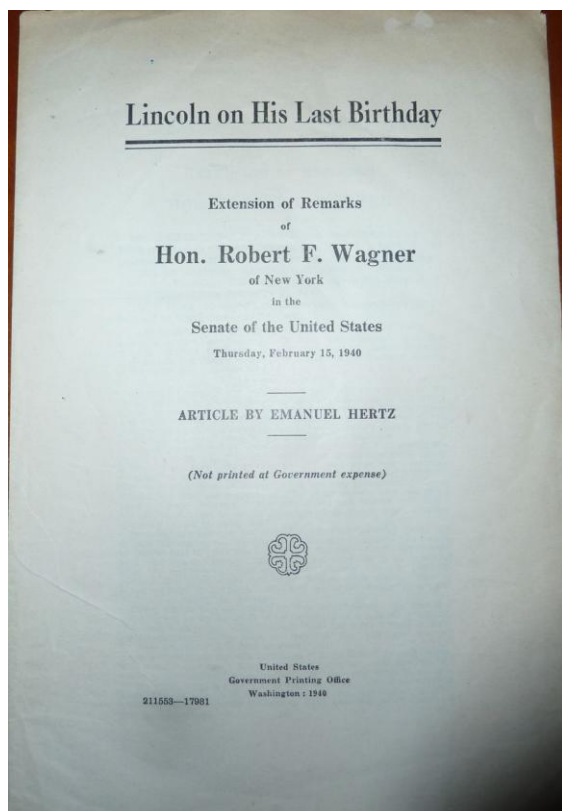 Lincoln on His Last Birthday
Extension of Remarks
of
Hon. Robert F. Wagner
of New York
in the
Senate of the United States
Thursday, February 15, 1940
ARTICLE BY EMANUEL HERTZ
(Not printed at Government expense)
United States
Government Printing Office
Washington : 1940
211553—17981